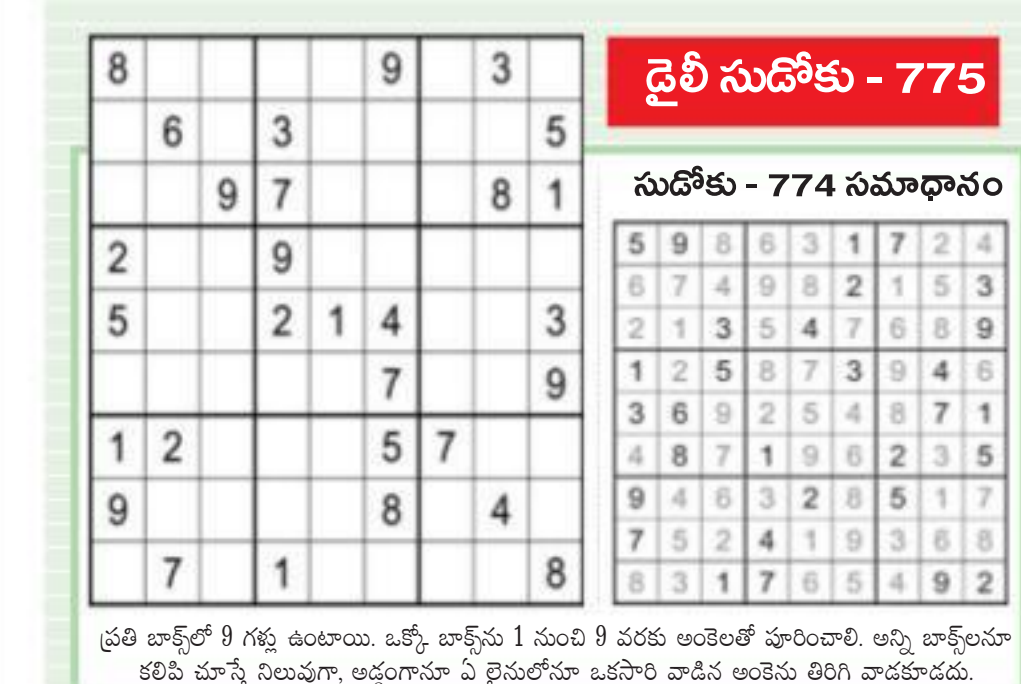 8 9 3
6 3 5
9 7 8 1
2 9
5 2 1 4 3
7 9
1 2 5 7
9 8 4
7 1 8
డైలీ సుడోకు - 775
సుడోకు - 774 సమాధానం
5 9 8 6 3 1 7 2 4
6 7 4 9 8 2 1 5 3
2 1 3 5 4 7 6 8 9
1 2 5 8 7 3 9 4 6
3 6 9 2 5 4 8 7 1
4 8 7 1 9 6 2 3 5
9 4 6 3 2 8 5 1 7
7 5 2 4 1 9 3 6 8
8 3 1 7 6 5 4 9 2
ప్రతి బాక్స్‌లో 9 గళ్లు ఉంటాయి. ఒక్కో బాక్స్‌ను 1 నుంచి 9 వరకు అంకెలతో పూరించాలి. అన్ని బాక్స్‌లనూ
కలిపి చూస్తే నిలువుగా, అడ్డంగానూ ఏ లైనులోనూ ఒకసారి వాడిన అంకెను తిరిగి వాడకూడదు.